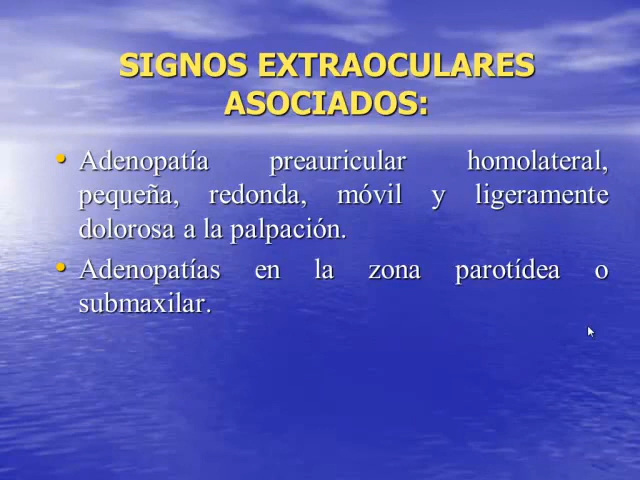 SIGNOS EXTRAOCULARES
ASOCIADOS:
• Adenopatía preauricular homolateral,
pequeña, redonda, móvil y ligeramente
dolorosa a la palpación.
• Adenopatías en la zona parotídea o
submaxilar.